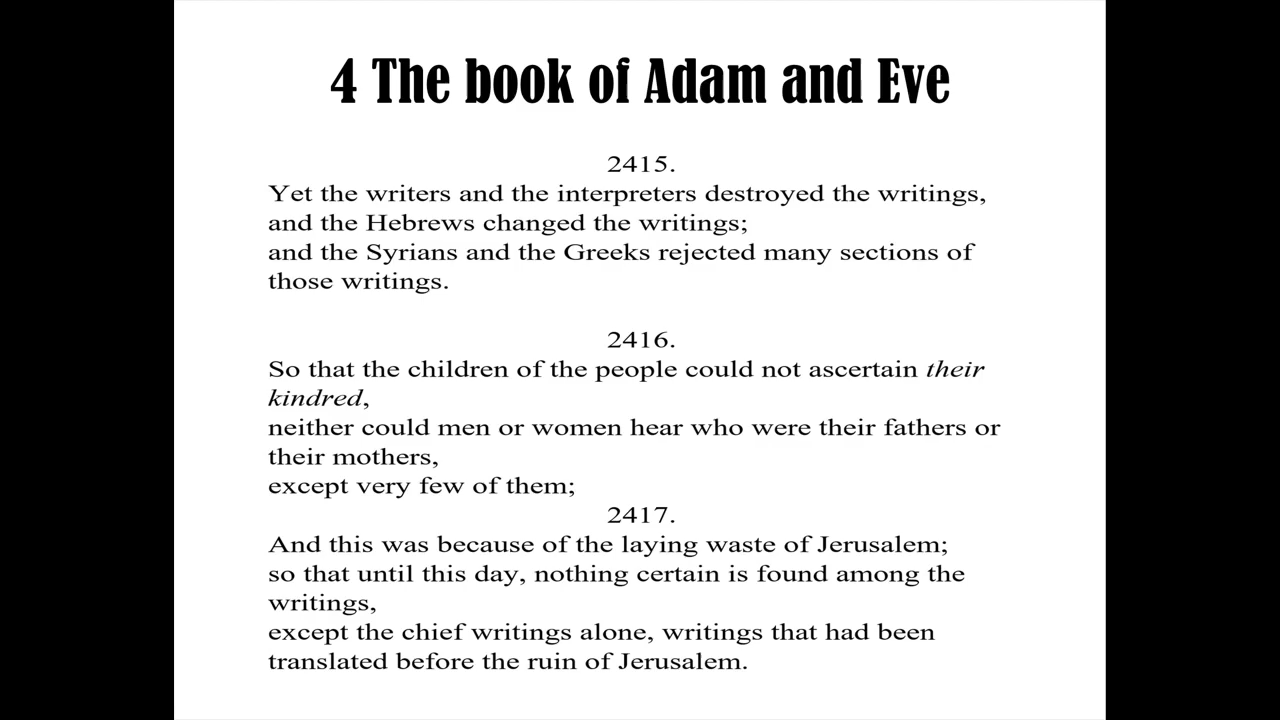 4 The book of Adam and Eve
2415.
Yet the writers and the interpreters destroyed the writings,
and the Hebrews changed the writings;
and the Syrians and the Greeks rejected many sections of
those writings.
2416.
So that the children of the people could not ascertain their
kindred,
neither could men or women hear who were their fathers or
their mothers,
except very few of them;
2417.
And this was because of the laying waste of Jerusalem;
so that until this day, nothing certain is found among the
writings,
except the chief writings alone, writings that had been
translated before the ruin of Jerusalem.